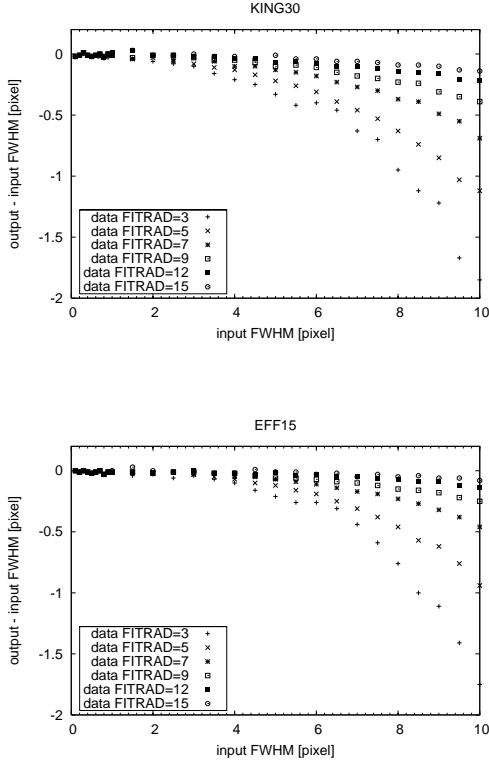 KING30
output - input FWHM [pixel]
0
-0.5
-1
-1.5
-2
data FITRAD=3
data FITRAD=5
data FITRAD=7
data FITRAD=9
data FITRAD=12
data FITRAD=15
0 2 4 6 8 10
input FWHM [pixel]
EFF15
output - input FWHM [pixel]
0
-0.5
-1
-1.5
-2
data FITRAD=3
data FITRAD=5
data FITRAD=7
data FITRAD=9
data FITRAD=12
data FITRAD=15
0 2 4 6 8 10
input FWHM [pixel]